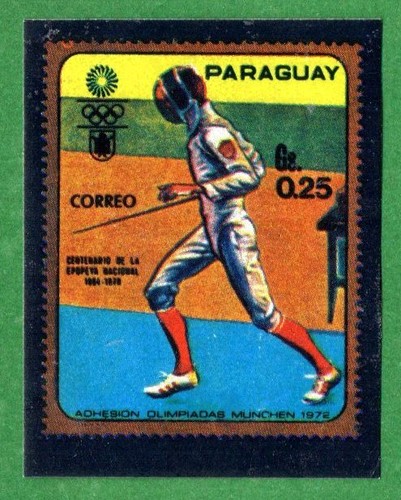 PARAGUAY
Gs.
0.25
CORREO
CENTENARIO DE LA
EPOPEYA NACIONAL
1864-1870
ADHESION OLIMPIADAS MUNCHEN 1972